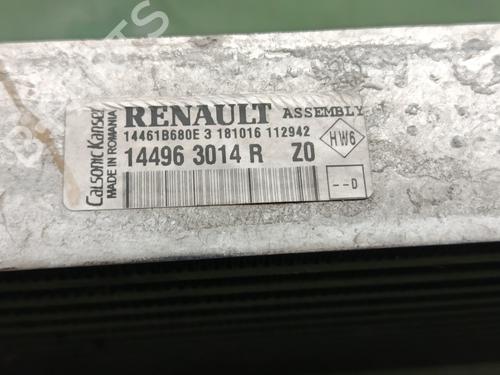 RENAULT ASSEMBLY
14461B680E 3 181016 112942
14496 3014 R Z0
HW6
--D
Calsonic Kansei
MADE IN ROMANIA